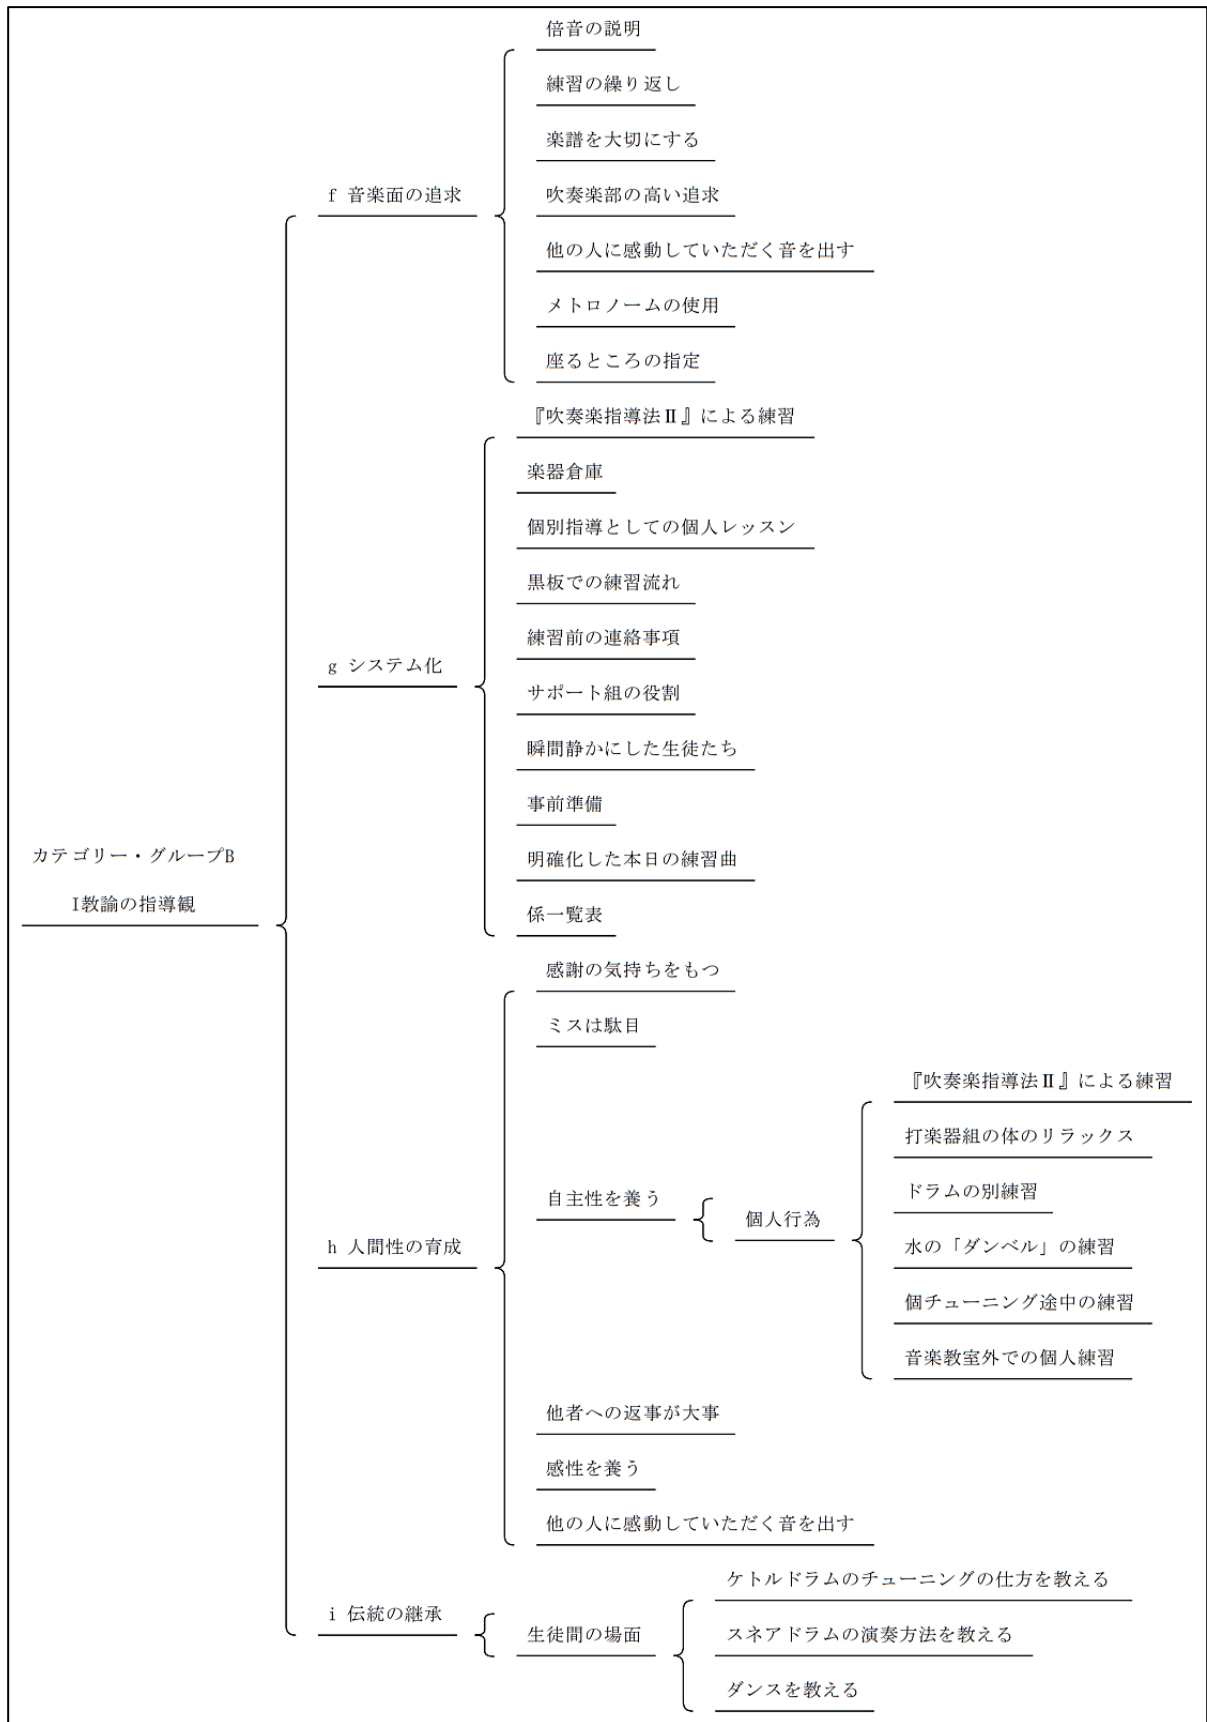 カテゴリー・グループB
I教諭の指導観
f 音楽面の追求
倍音の説明
練習の繰り返し
楽譜を大切にする
吹奏楽部の高い追求
他の人に感動していただく音を出す
メトロノームの使用
座るところの指定
g システム化
『吹奏楽指導法Ⅱ』による練習
楽器倉庫
個別指導としての個人レッスン
黒板での練習流れ
練習前の連絡事項
サポート組の役割
瞬間静かにした生徒たち
事前準備
明確化した本日の練習曲
係一覧表
h 人間性の育成
感謝の気持ちをもつ
ミスは駄目
自主性を養う
個人行為
『吹奏楽指導法Ⅱ』による練習
打楽器組の体のリラックス
ドラムの別練習
水の「ダンベル」の練習
個チューニング途中の練習
音楽教室外での個人練習
他者への返事が大事
感性を養う
他の人に感動していただく音を出す
i 伝統の継承
生徒間の場面
ケトルドラムのチューニングの仕方を教える
スネアドラムの演奏方法を教える
ダンスを教える